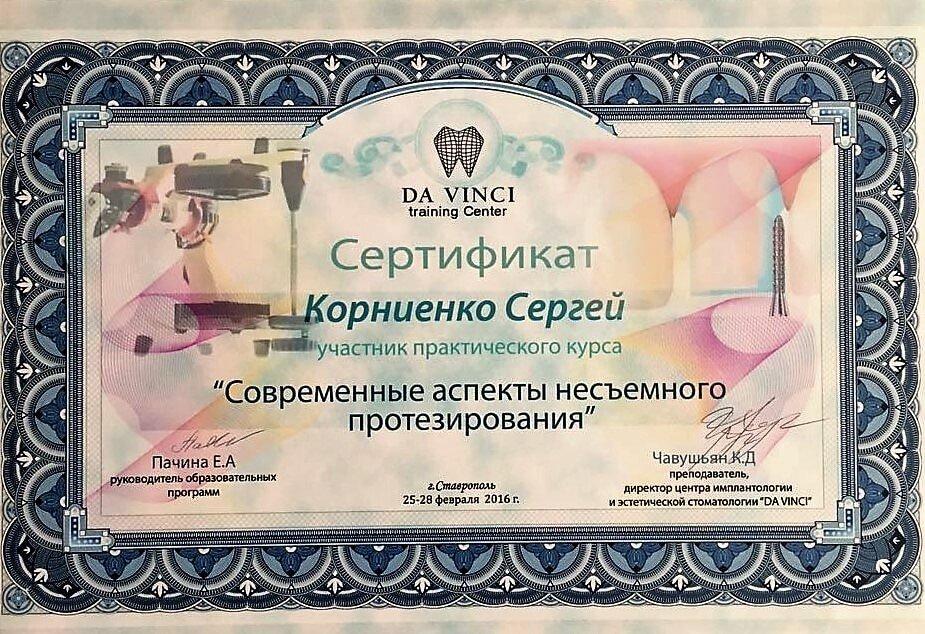 DA VINCI
training Center
Сертификат
Корниенко Сергей
участник практического курса
“Современные аспекты несъемного
протезирования”
Пачина Е.А
руководитель образовательных
программ
г.Ставрополь
25-28 февраля 2016 г.
Чавушьян К.Д
преподаватель,
директор центра имплантологии
и эстетической стоматологии “DA VINCI”